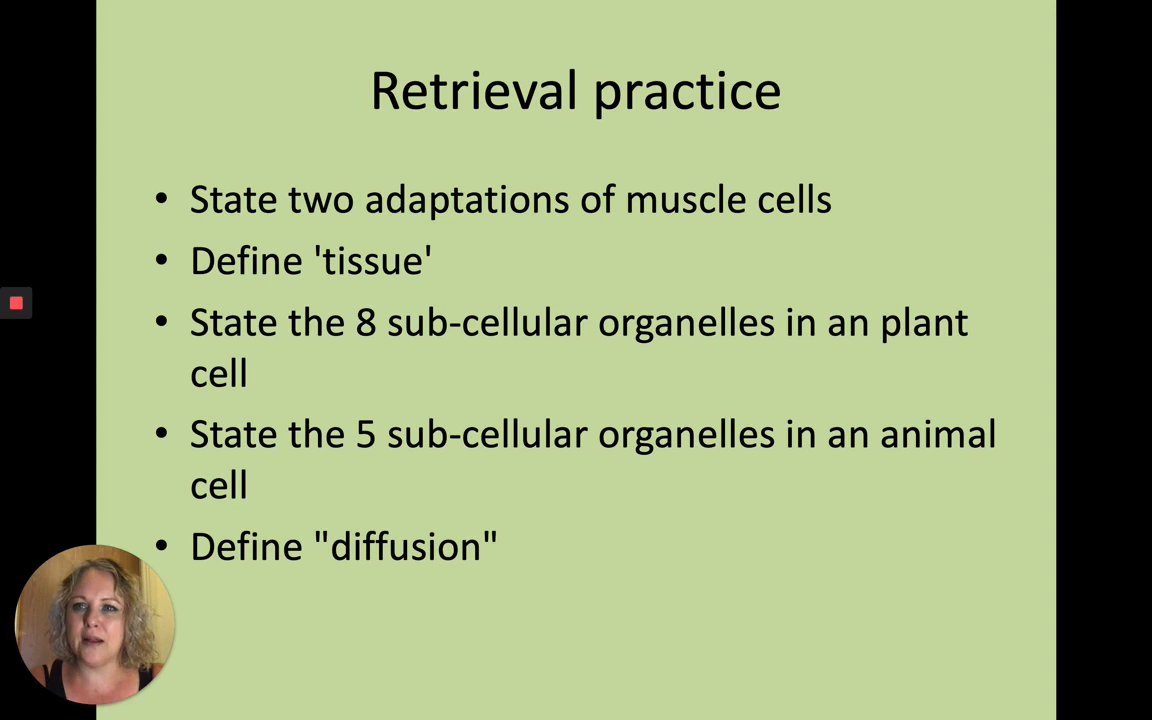 Retrieval practice
• State two adaptations of muscle cells
• Define 'tissue'
• State the 8 sub-cellular organelles in an plant
cell
• State the 5 sub-cellular organelles in an animal
cell
• Define "diffusion"